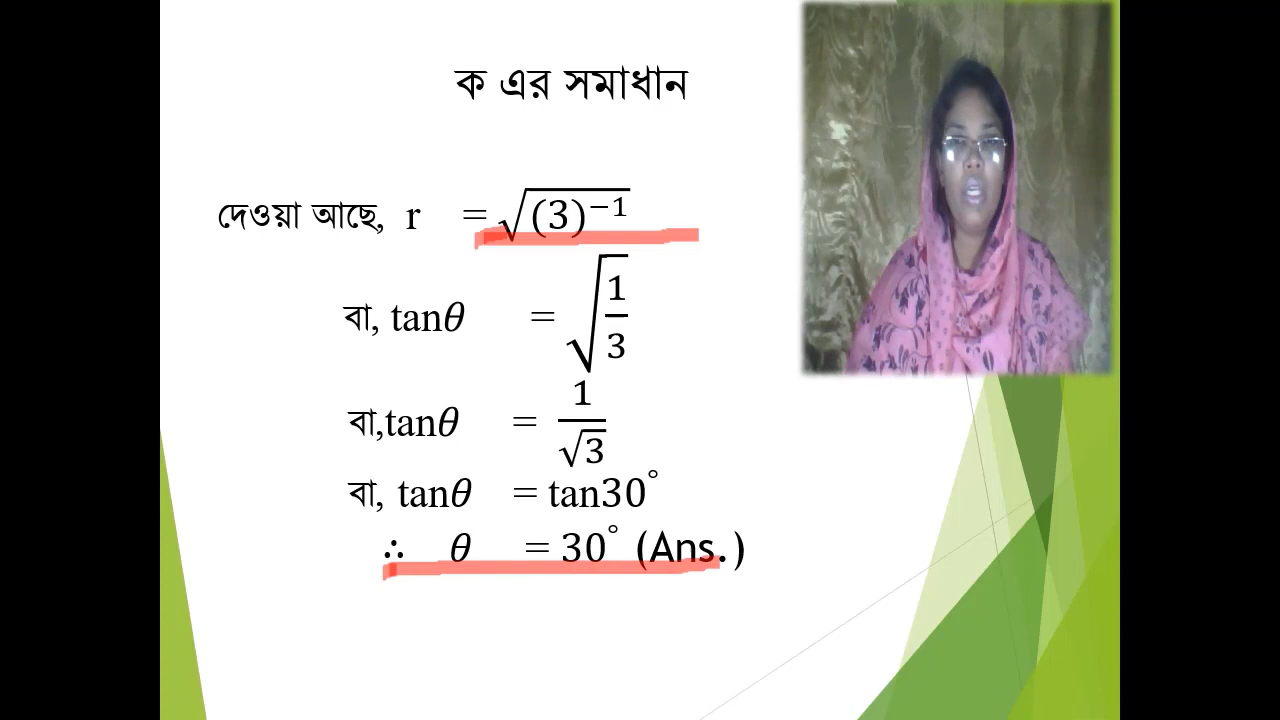 ক এর সমাধান
দেওয়া আছে, r = √(3)⁻¹
বা, tan𝜃 = √(1/3)
বা,tan𝜃 = 1/√3
বা, tan𝜃 = tan30°
∴ 𝜃 = 30° (Ans.)